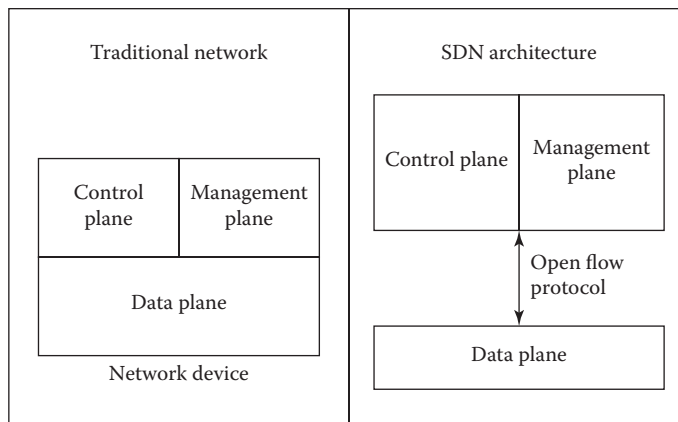 Traditional network
Control
plane
Management
plane
Data plane
Network device
SDN architecture
Control plane
Management
plane
Open flow
protocol
Data plane